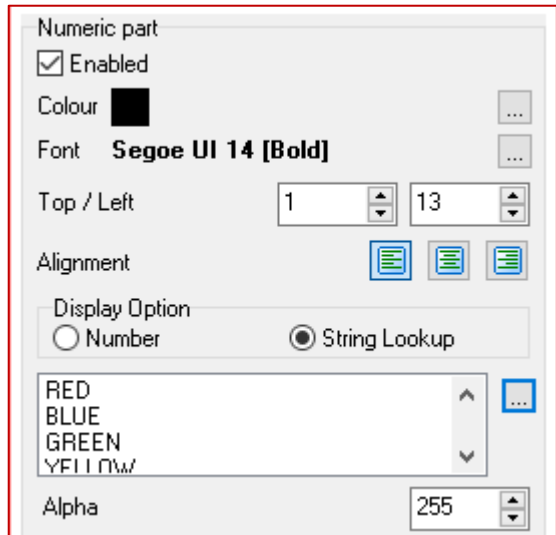 Numeric part
Enabled
Colour ...
Font Segoe UI 14 [Bold] ...
Top / Left 1 13
Alignment
Display Option
Number String Lookup
RED ...
BLUE
GREEN
YELLOW
Alpha 255